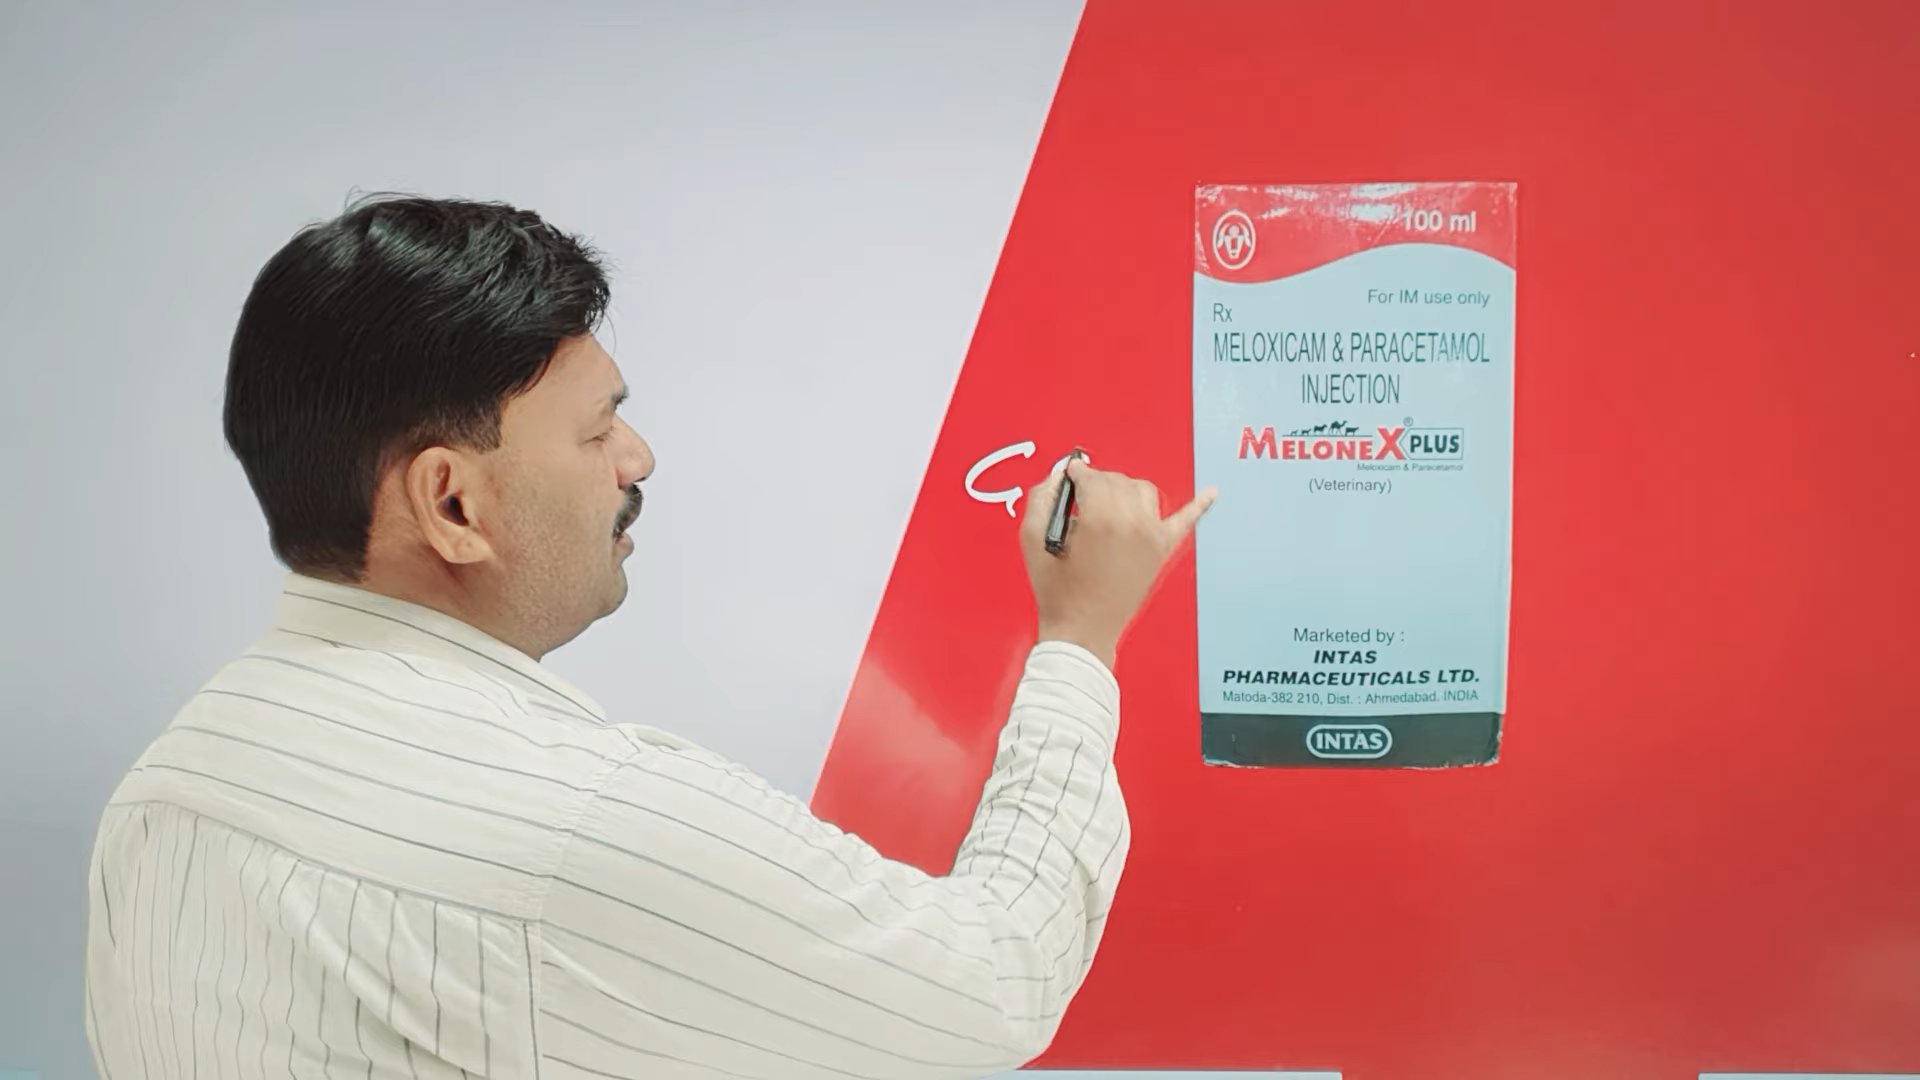 100 ml
For IM use only
Rx
MELOXICAM & PARACETAMOL
INJECTION
MELONEX® PLUS
Meloxicam & Paracetamol
(Veterinary)
Marketed by :
INTAS
PHARMACEUTICALS LTD.
Matoda-382 210, Dist. : Ahmedabad. INDIA
INTAS